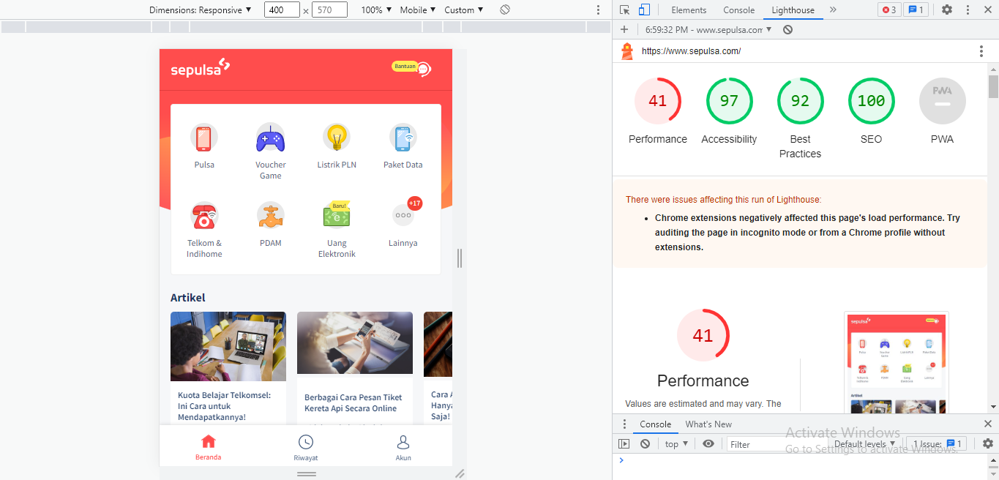 Dimensions: Responsive ▼ 400 × 570 100% ▼ Mobile ▼ Custom ▼
Elements Console Lighthouse » 3 1
6:59:32 PM - www.sepulsa.com ▼
https://www.sepulsa.com/
sepulsa
Bantuan
Pulsa
Voucher
Game
Listrik PLN
Paket Data
Telkom &
Indihome
PDAM
Baru!
Uang
Elektronik
+17
Lainnya
Artikel
Kuota Belajar Telkomsel:
Ini Cara untuk
Mendapatkannya!
Berbagai Cara Pesan Tiket
Kereta Api Secara Online
Cara A
Hanya
Saja!
Beranda
Riwayat
Akun
41
Performance
97
Accessibility
92
Best
Practices
100
SEO
PWA
PWA
There were issues affecting this run of Lighthouse:
• Chrome extensions negatively affected this page's load performance. Try
auditing the page in incognito mode or from a Chrome profile without
extensions.
41
Performance
Values are estimated and may vary. The
Console What's New
top ▼ Filter Default levels ▼ 1 Issue: 1
Activate Windows
Go to Settings to activate Windows.